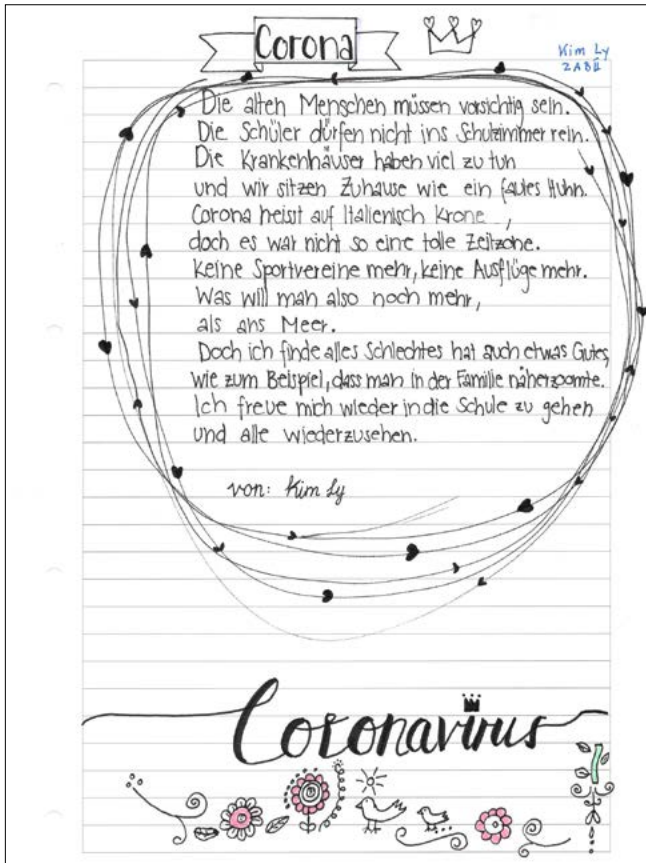 Corona
Kim Ly
2ABII
Die alten Menschen müssen vorsichtig sein.
Die Schüler dürfen nicht ins Schulzimmer rein.
Die Krankenhäuser haben viel zu tun
und wir sitzen Zuhause wie ein faules Huhn.
Corona heisst auf Italienisch Krone,
doch es war nicht so eine tolle Zeitzone.
Keine Sportvereine mehr, keine Ausflüge mehr.
Was will man also noch mehr,
als ans Meer.
Doch ich finde alles Schlechtes hat auch etwas Gutes,
wie zum Beispiel, dass man in der Familie näherzoomte.
Ich freue mich wieder in die Schule zu gehen
und alle wiederzusehen.
von: Kim Ly
Coronavirus